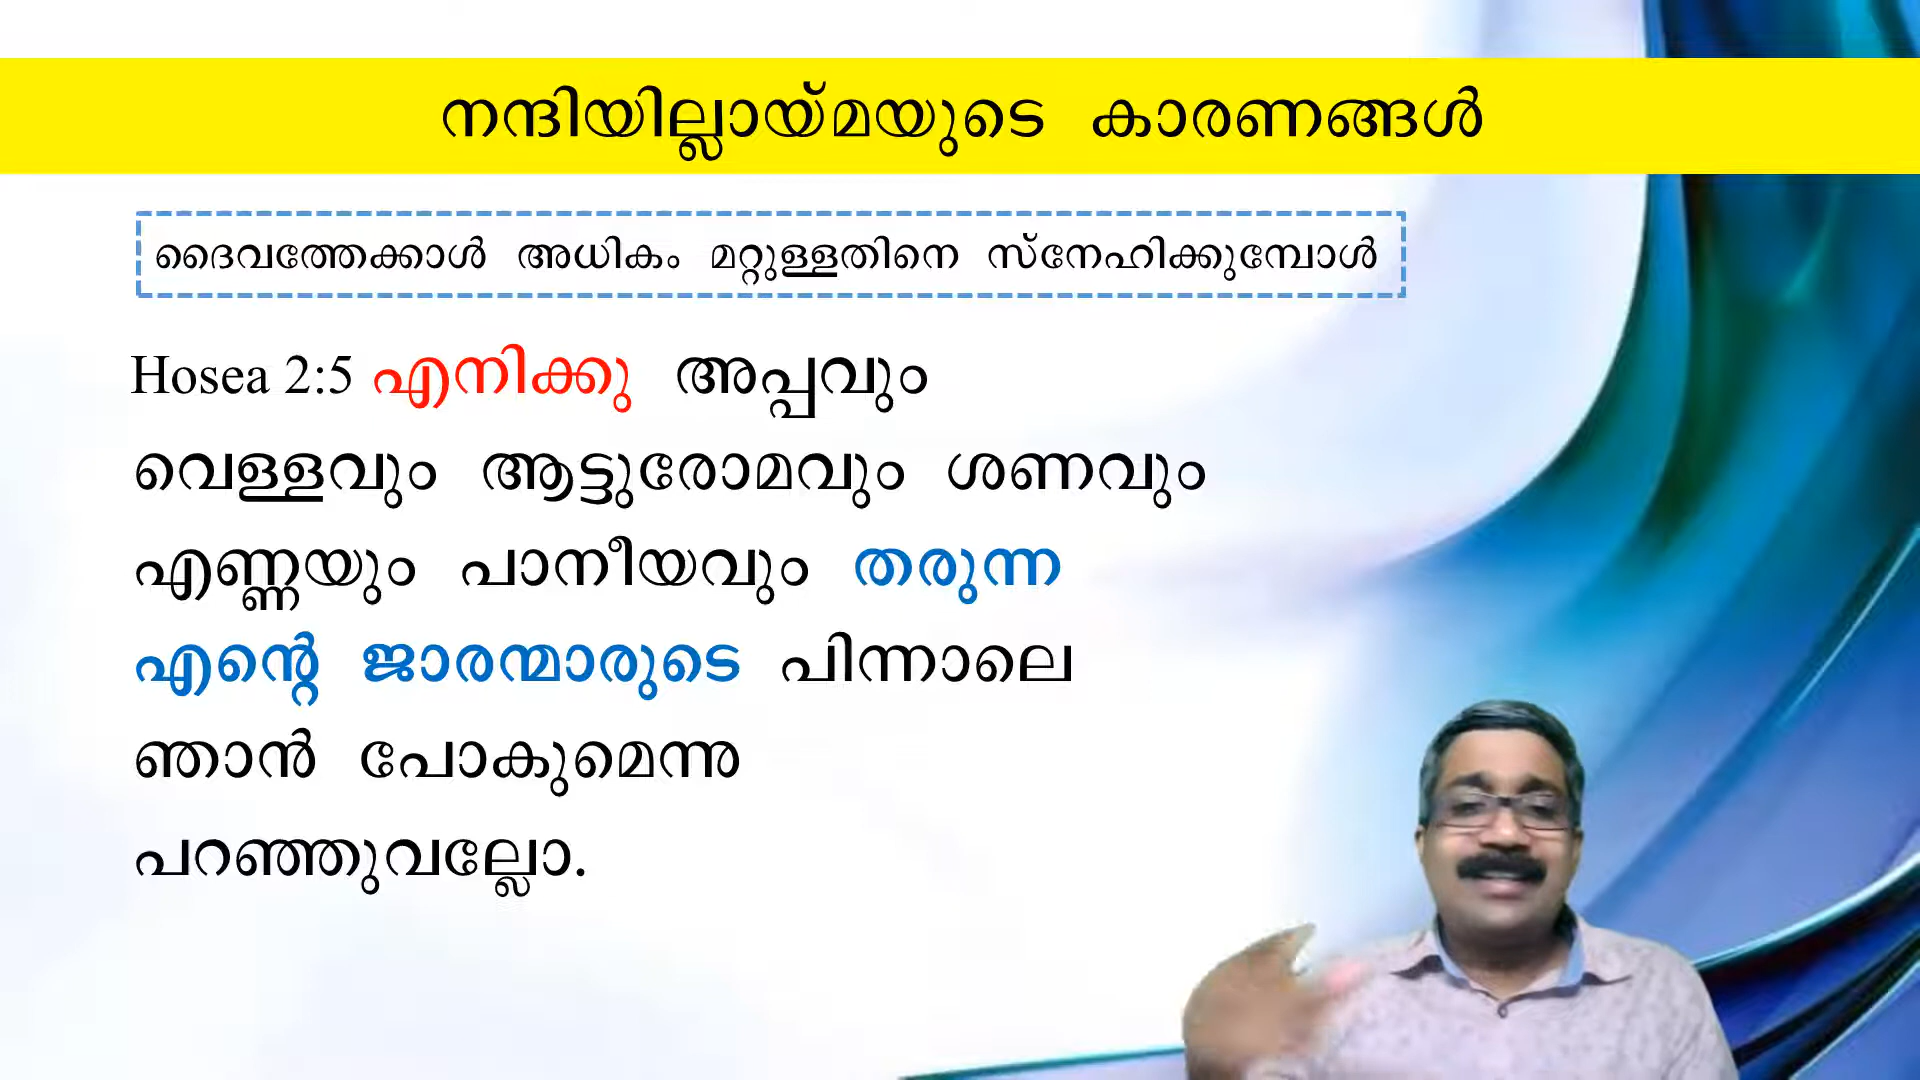 നന്ദിയില്ലായ്മയുടെ കാരണങ്ങൾ
ദൈവത്തേക്കാൾ അധികം മറ്റുള്ളതിനെ സ്നേഹിക്കുമ്പോൾ
Hosea 2:5 എനിക്കു അപ്പവും
വെള്ളവും ആട്ടുരോമവും ശണവും
എണ്ണയും പാനീയവും തരുന്ന
എന്റെ ജാരന്മാരുടെ പിന്നാലെ
ഞാൻ പോകുമെന്നു
പറഞ്ഞുവല്ലോ.